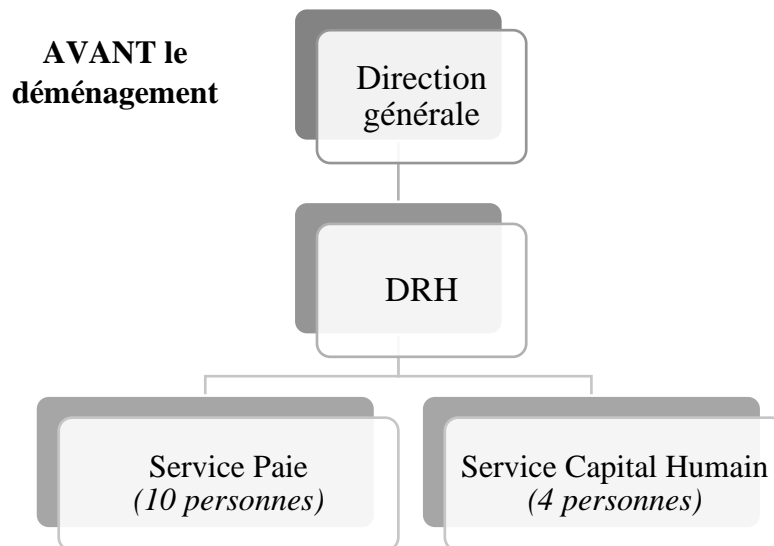 AVANT le
déménagement
Direction
générale
DRH
Service Paie
(10 personnes)
Service Capital Humain
(4 personnes)